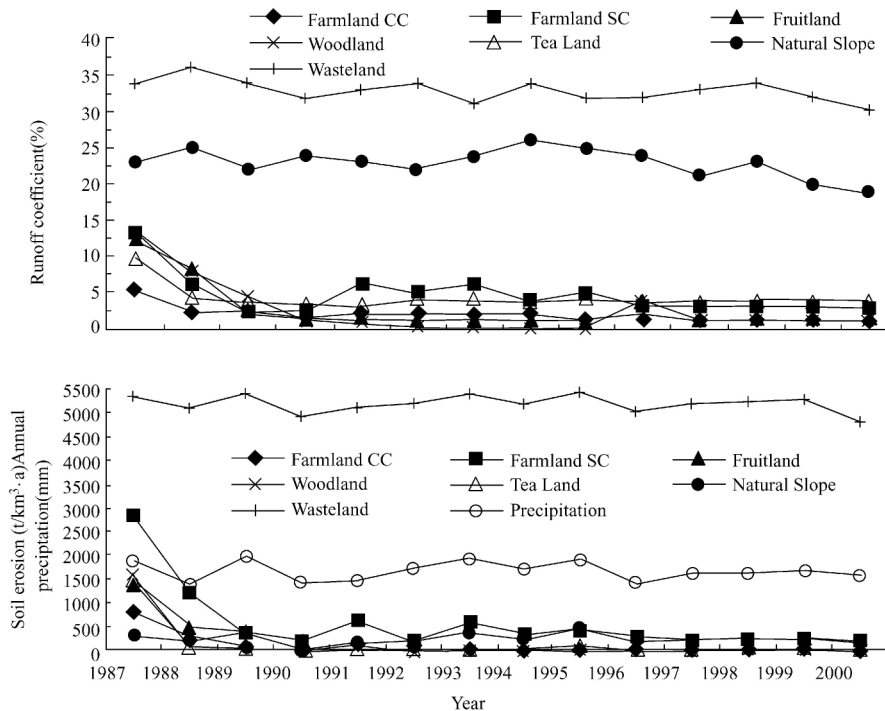 Farmland CC Farmland SC Fruitland
Woodland Tea Land Natural Slope
Wasteland
Runoff coefficient(%)
40
35
30
25
20
15
10
5
0
Soil erosion (t/km³·a)Annual
preciptation(mm)
5500
5000
4500
4000
3500
3000
2500
2000
1500
1000
500
0
Farmland CC Farmland SC Fruitland
Woodland Tea Land Natural Slope
Wasteland Precipitation
1987 1988 1989 1990 1991 1992 1993 1994 1995 1996 1997 1998 1999 2000
Year